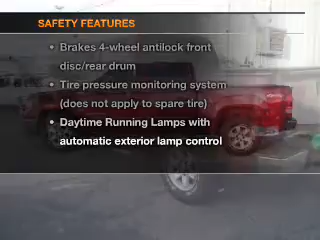 SAFETY FEATURES
• Brakes 4-wheel antilock front
disc/rear drum
• Tire pressure monitoring system
(does not apply to spare tire)
• Daytime Running Lamps with
automatic exterior lamp control